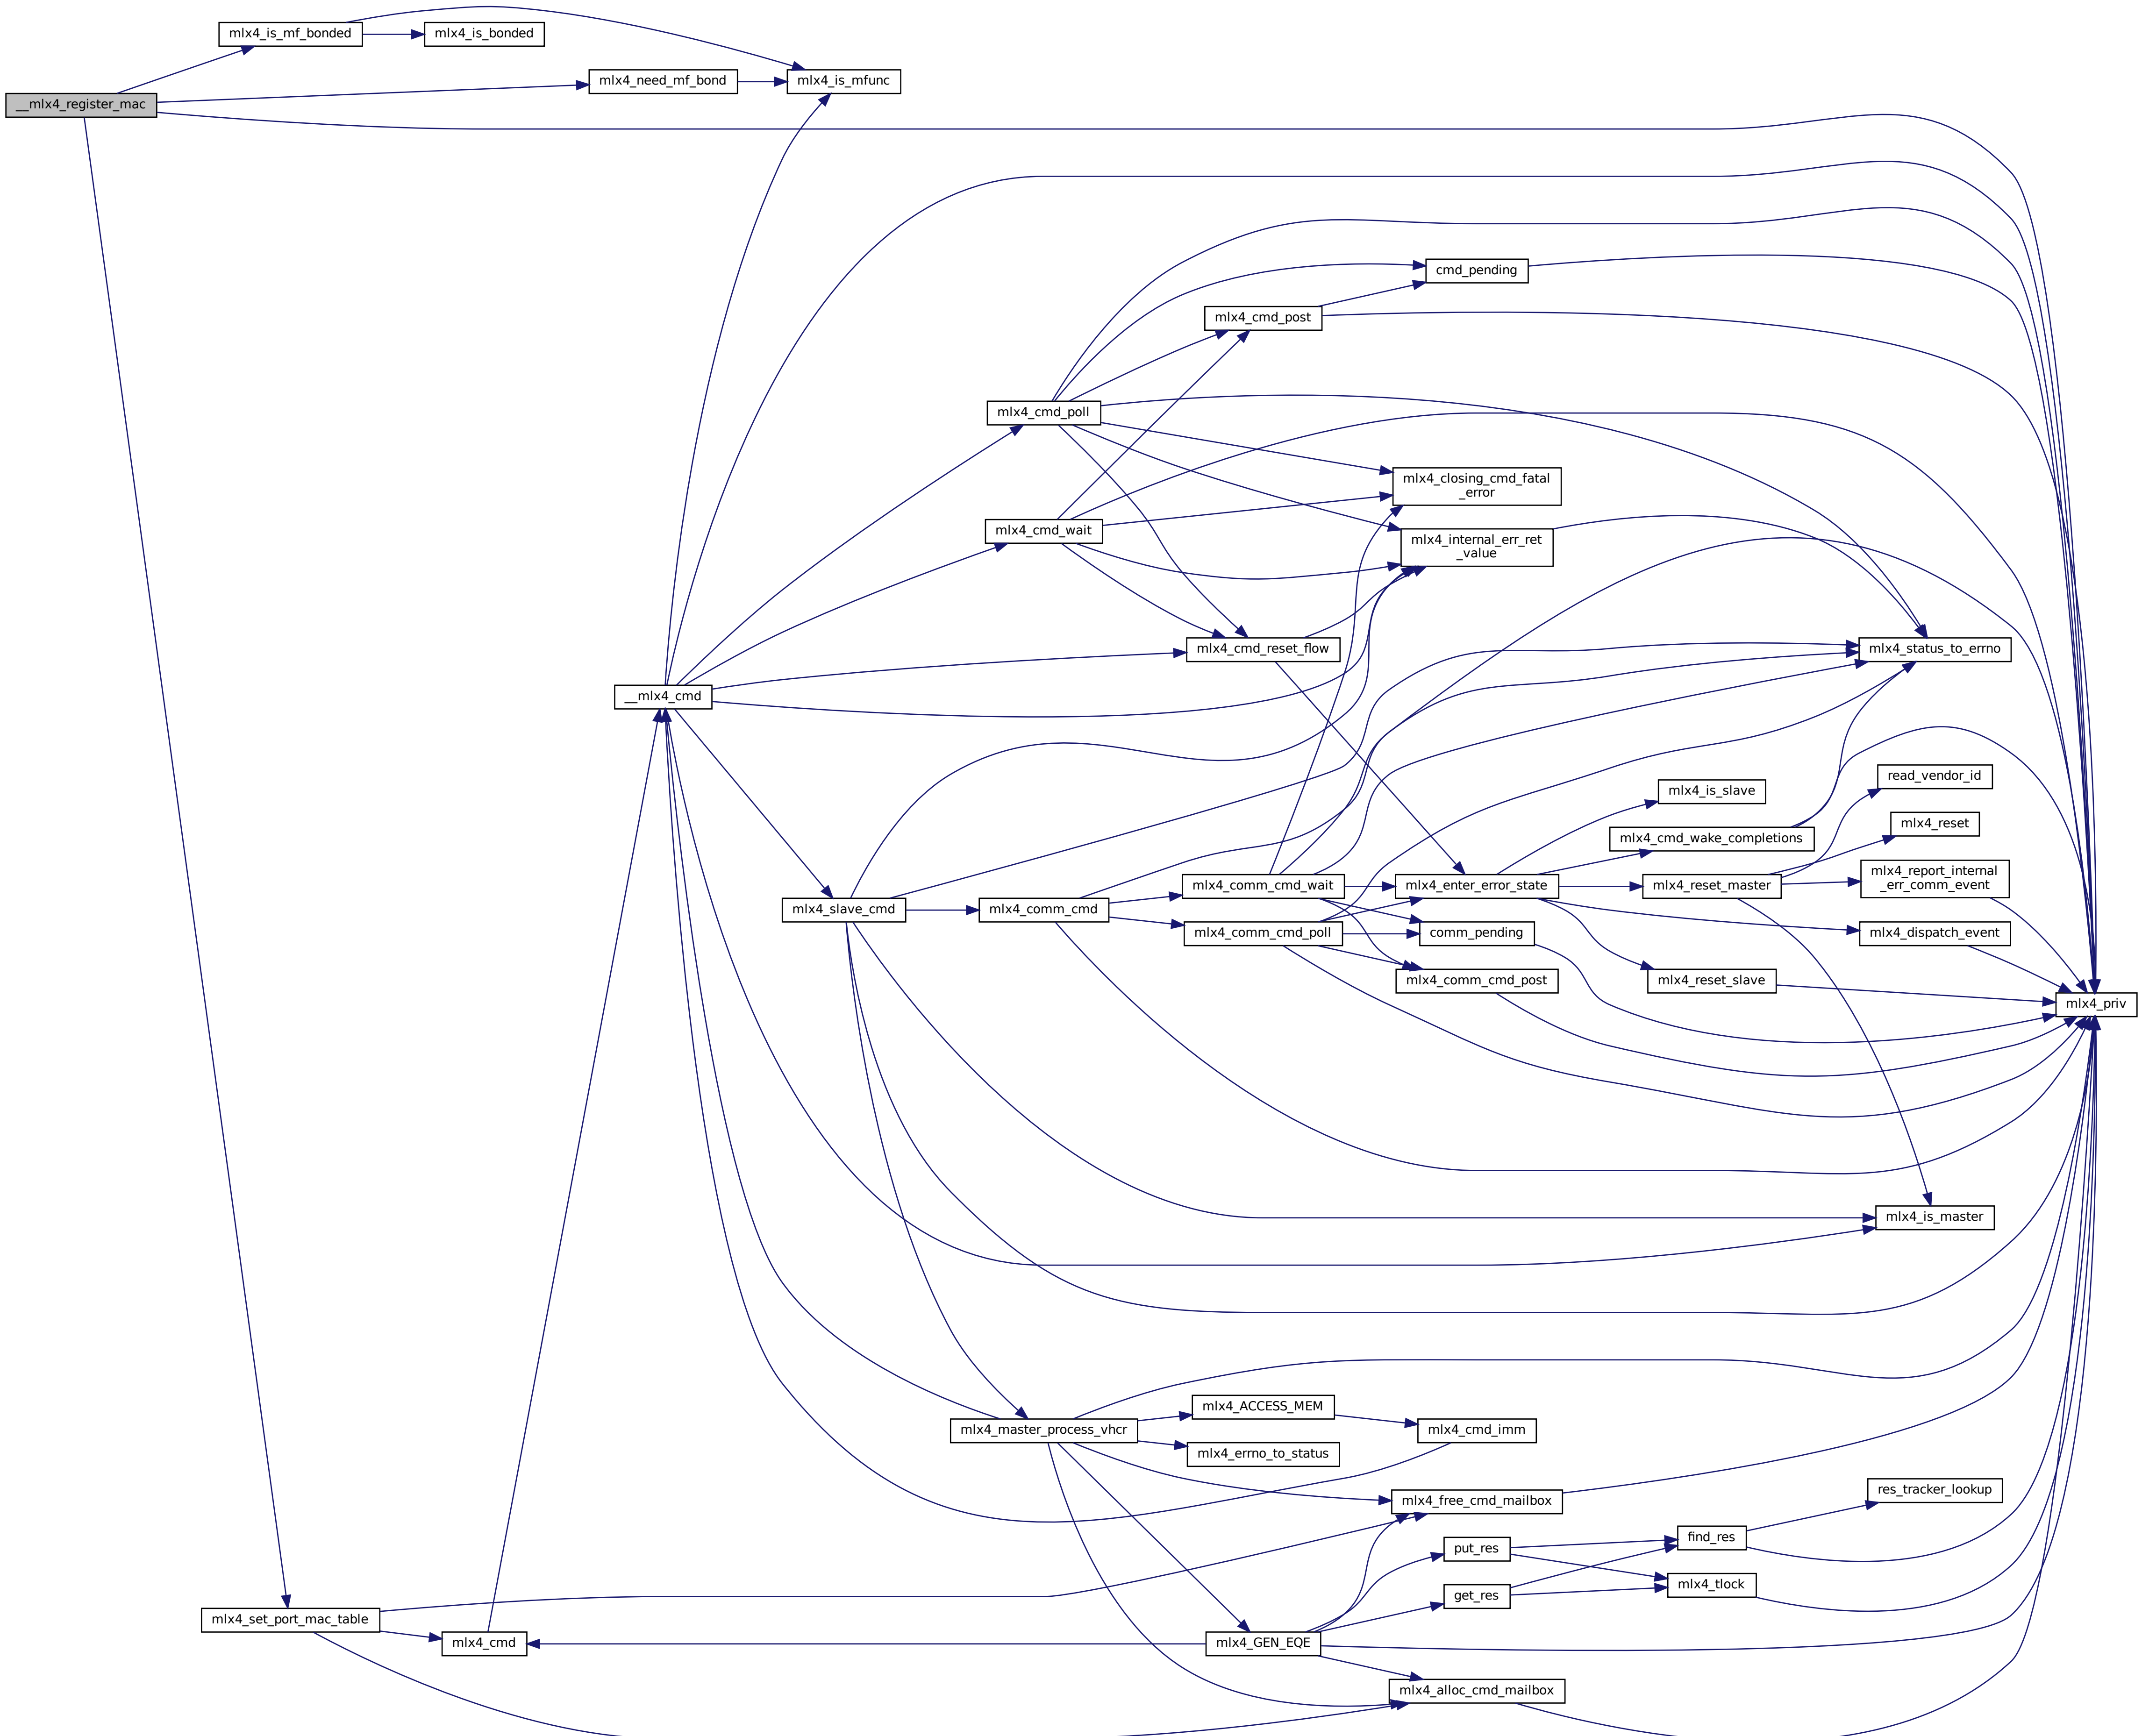 mlx4_is_mf_bonded
mlx4_is_bonded
mlx4_need_mf_bond
mlx4_is_mfunc
__mlx4_register_mac
cmd_pending
mlx4_cmd_post
mlx4_cmd_poll
mlx4_closing_cmd_fatal
_error
mlx4_cmd_wait
mlx4_internal_err_ret
_value
mlx4_cmd_reset_flow
mlx4_status_to_errno
__mlx4_cmd
read_vendor_id
mlx4_is_slave
mlx4_reset
mlx4_cmd_wake_completions
mlx4_report_internal
_err_comm_event
mlx4_comm_cmd_wait
mlx4_enter_error_state
mlx4_reset_master
mlx4_slave_cmd
mlx4_comm_cmd
mlx4_comm_cmd_poll
comm_pending
mlx4_dispatch_event
mlx4_comm_cmd_post
mlx4_reset_slave
mlx4_priv
mlx4_is_master
mlx4_ACCESS_MEM
mlx4_master_process_vhcr
mlx4_cmd_imm
mlx4_errno_to_status
res_tracker_lookup
mlx4_free_cmd_mailbox
find_res
put_res
mlx4_tlock
get_res
mlx4_set_port_mac_table
mlx4_cmd
mlx4_GEN_EQE
mlx4_alloc_cmd_mailbox